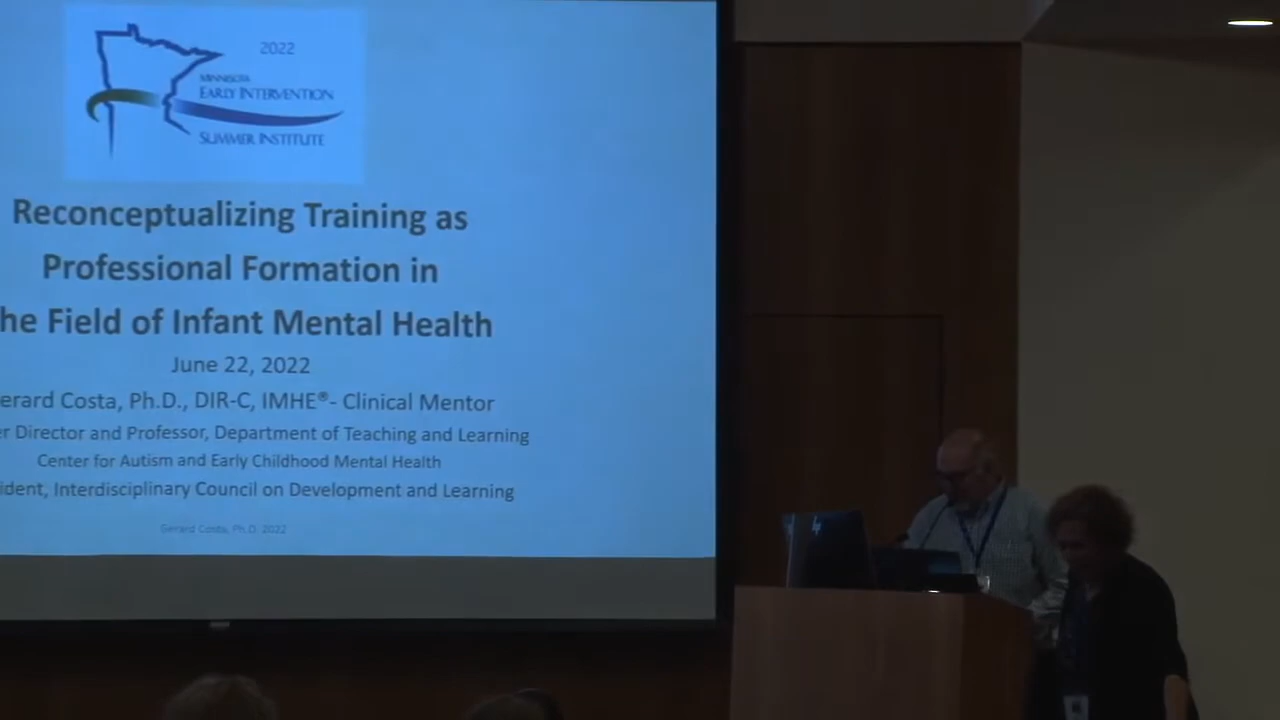 2022
MINNESOTA
EARLY INTERVENTION
SUMMER INSTITUTE
Reconceptualizing Training as
Professional Formation in
he Field of Infant Mental Health
June 22, 2022
erard Costa, Ph.D., DIR-C, IMHE®- Clinical Mentor
r Director and Professor, Department of Teaching and Learning
Center for Autism and Early Childhood Mental Health
ident, Interdisciplinary Council on Development and Learning
Gerard Costa, Ph.D. 2022